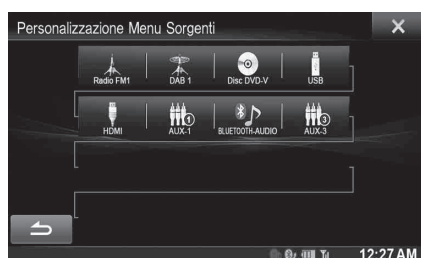 Personalizzazione Menu Sorgenti
Radio FM1 DAB 1 Disc DVD-V USB
HDMI AUX-1 BLUETOOTH-AUDIO AUX-3
12:27 AM